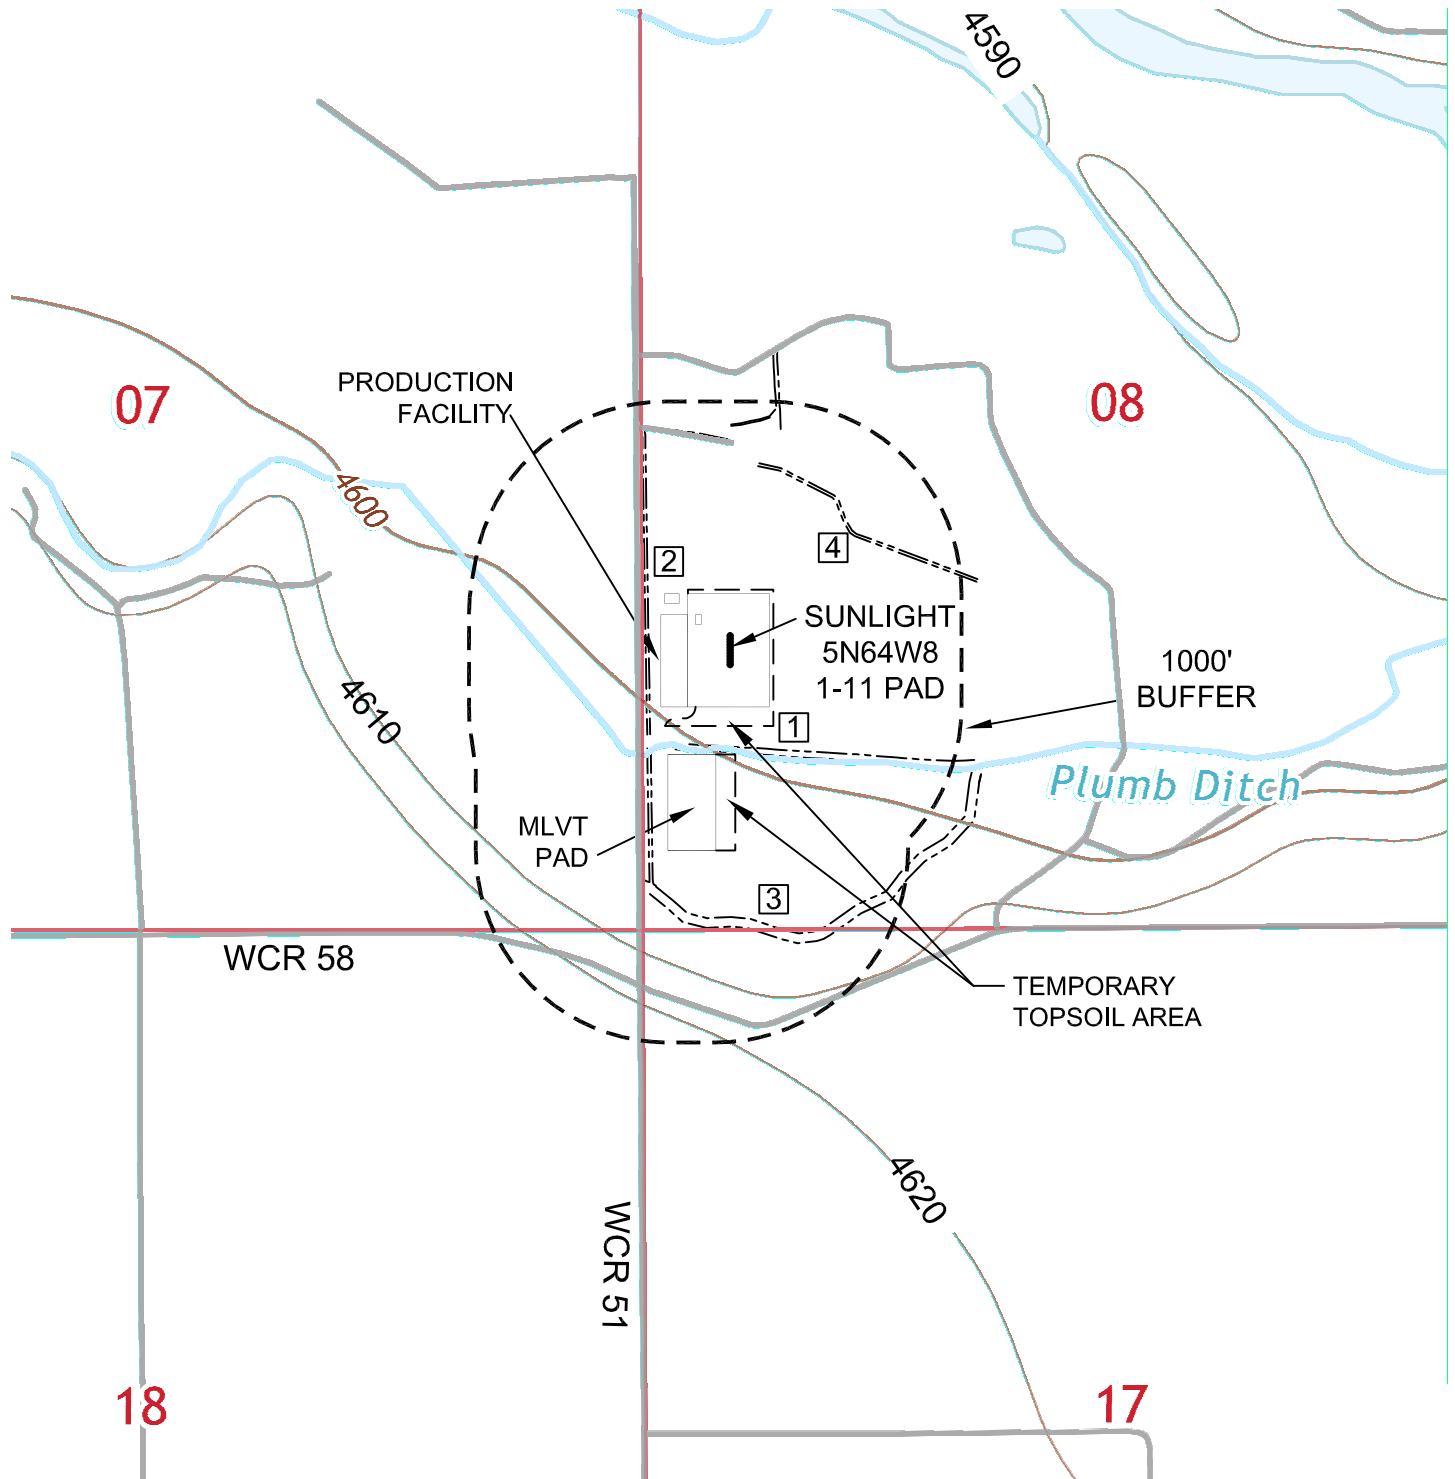 4590
07
08
PRODUCTION
FACILITY
4600
4
2
SUNLIGHT
5N64W8
1-11 PAD
1000'
BUFFER
4610
1
Plumb Ditch
MLVT
PAD
3
WCR 58
TEMPORARY
TOPSOIL AREA
4620
WCR 51
18
17